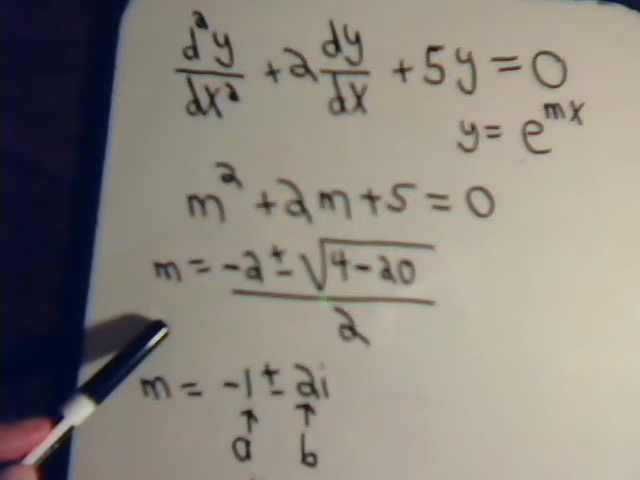 d²y/dx² + 2 dy/dx + 5y = 0
y = e^mx
m² + 2m + 5 = 0
m = -2 ± √4-20 / 2
m = -1 ± 2i
↑ ↑
a b